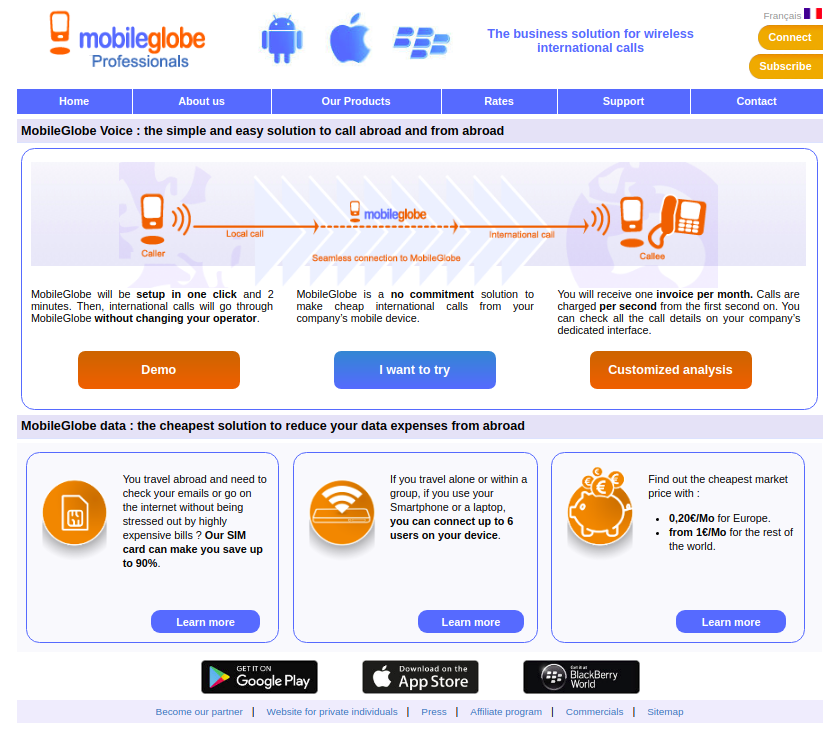 Français
mobileglobe
Professionals
The business solution for wireless
international calls
Connect
Subscribe
Home
About us
Our Products
Rates
Support
Contact
MobileGlobe Voice : the simple and easy solution to call abroad and from abroad
mobileglobe
Local call
International call
Caller
Seamless connection to MobileGlobe
Callee
MobileGlobe will be setup in one click and 2
minutes. Then, international calls will go through
MobileGlobe without changing your operator.
MobileGlobe is a no commitment solution to
make cheap international calls from your
company's mobile device.
You will receive one invoice per month. Calls are
charged per second from the first second on. You
can check all the call details on your company's
dedicated interface.
Demo
I want to try
Customized analysis
MobileGlobe data : the cheapest solution to reduce your data expenses from abroad
You travel abroad and need to
check your emails or go on
the internet without being
stressed out by highly
expensive bills ? Our SIM
card can make you save up
to 90%.
Learn more
If you travel alone or within a
group, if you use your
Smartphone or a laptop,
you can connect up to 6
users on your device.
Learn more
€
€ €
Find out the cheapest market
price with :
• 0,20€/Mo for Europe.
• from 1€/Mo for the rest of
the world.
Learn more
GET IT ON
Google Play
Download on the
App Store
Get it at
BlackBerry
World
Become our partner
Website for private individuals
Press
Affiliate program
Commercials
Sitemap